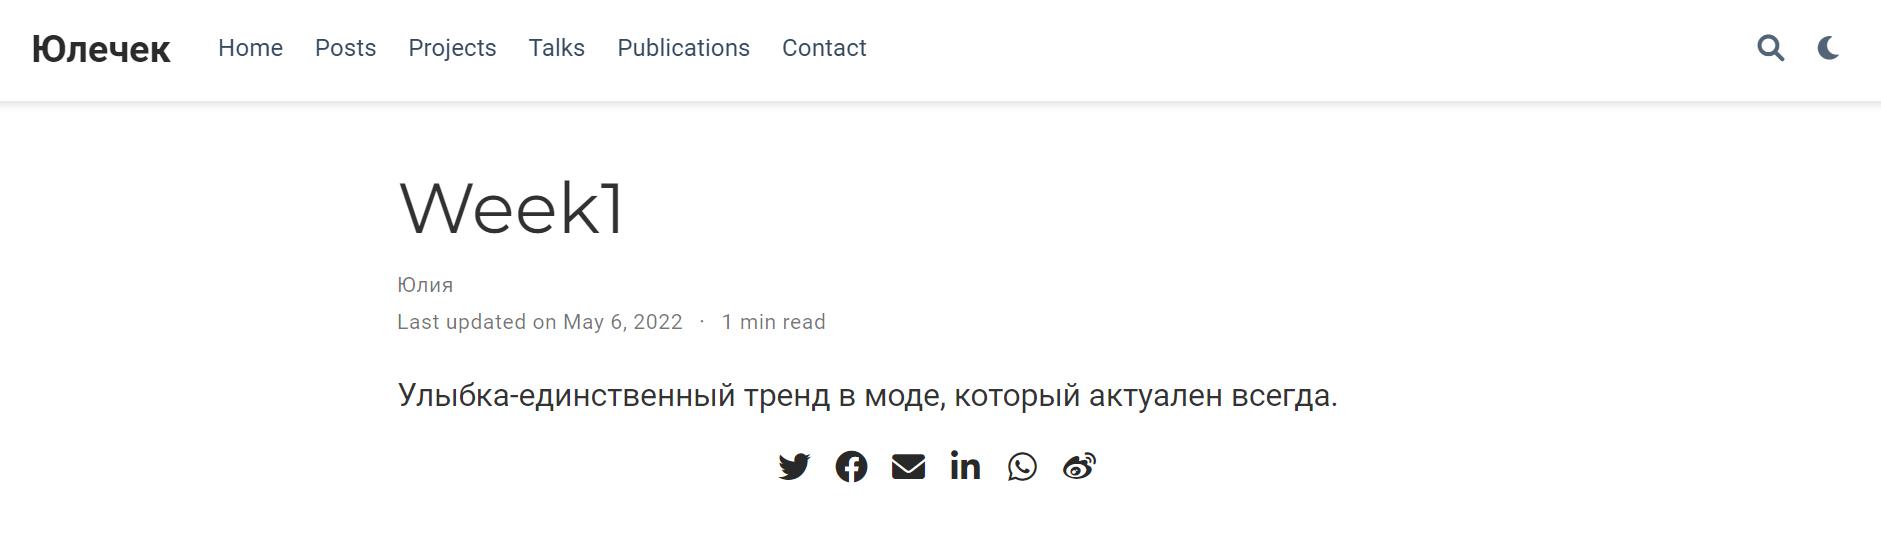 Юлечек Home Posts Projects Talks Publications Contact
Week1
Юлия
Last updated on May 6, 2022 · 1 min read
Улыбка-единственный тренд в моде, который актуален всегда.